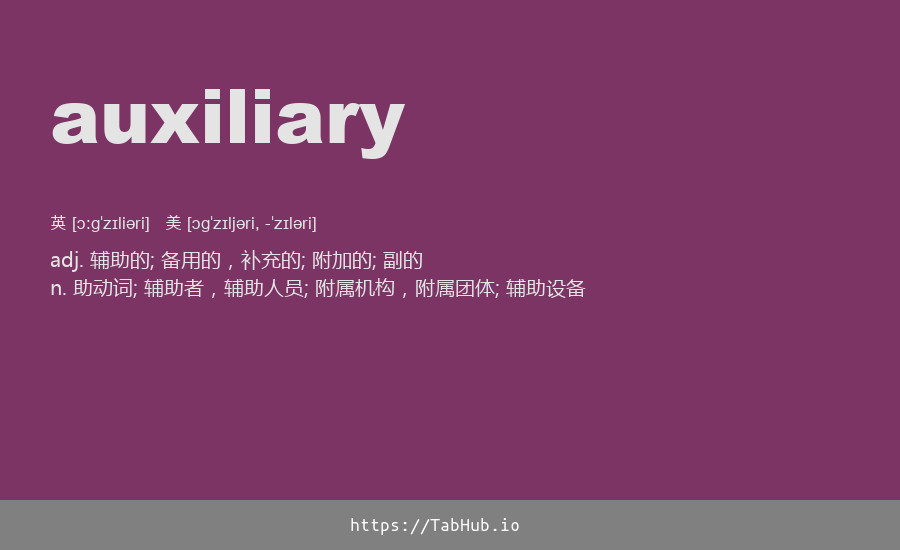 auxiliary
英 [ɔːɡˈzɪliəri] 美 [ɔɡˈzɪljəri, -ˈzɪləri]
adj. 辅助的; 备用的，补充的; 附加的; 副的
n. 助动词; 辅助者，辅助人员; 附属机构，附属团体; 辅助设备
https://TabHub.io